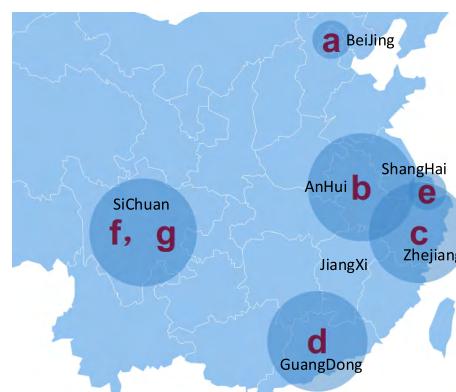 a BeiJing
ShangHai
AnHui b e
SiChuan
f, g c
Zhejiang
JiangXi
d
GuangDong